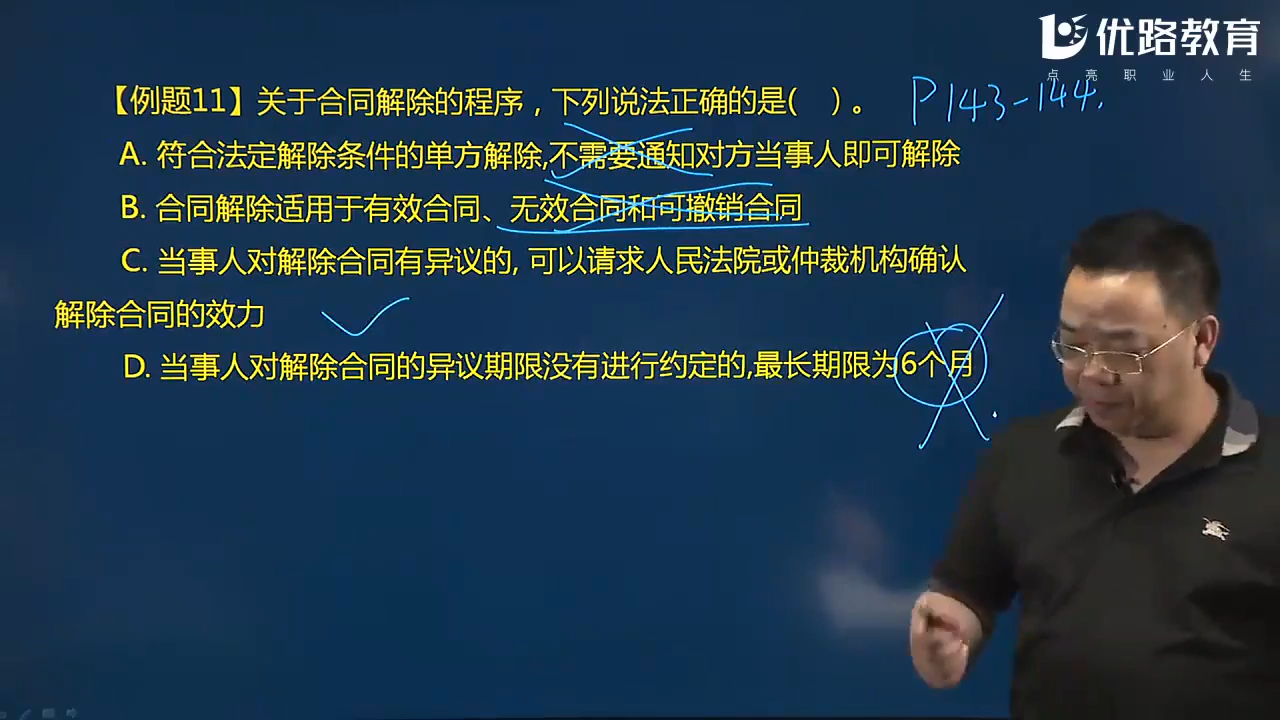 优路教育
点亮职业人生
【例题11】关于合同解除的程序，下列说法正确的是(　)。 P143-144.
A. 符合法定解除条件的单方解除,不需要通知对方当事人即可解除
B. 合同解除适用于有效合同、无效合同和可撤销合同
C. 当事人对解除合同有异议的, 可以请求人民法院或仲裁机构确认
解除合同的效力
D. 当事人对解除合同的异议期限没有进行约定的,最长期限为6个月